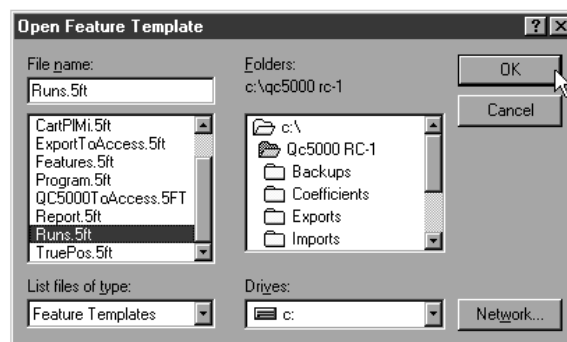 Open Feature Template
File name:
Runs.5ft
CartPlMi.5ft
ExportToAccess.5ft
Features.5ft
Program.5ft
QC5000ToAccess.5FT
Report.5ft
Runs.5ft
TruePos.5ft
List files of type:
Feature Templates
Folders:
c:\qc5000 rc-1
c:\
Qc5000 RC-1
Backups
Coefficients
Exports
Imports
Drives:
c:
OK
Cancel
Network...